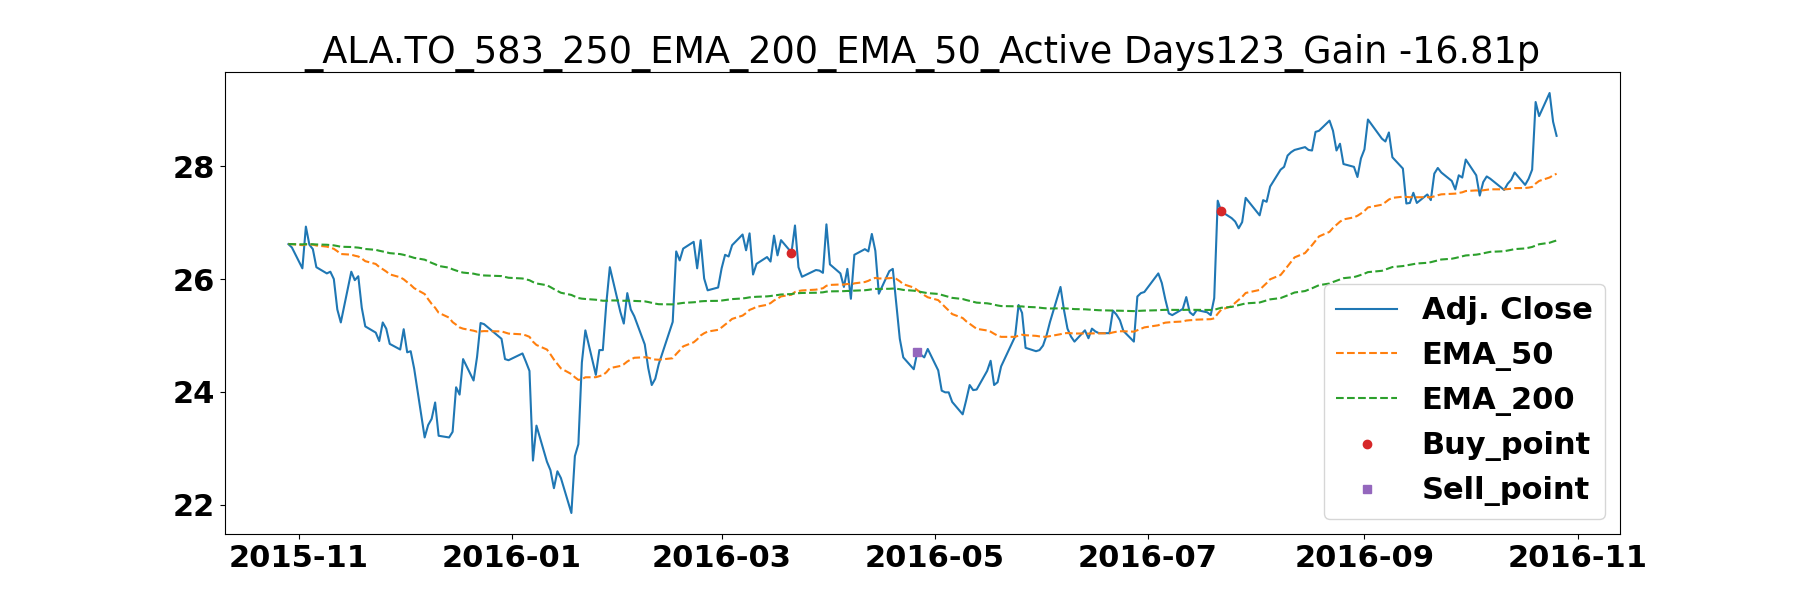 _ALA.TO_583_250_EMA_200_EMA_50_Active Days123_Gain -16.81p
28
26
24
22
Adj. Close
EMA_50
EMA_200
Buy_point
Sell_point
2015-11 2016-01 2016-03 2016-05 2016-07 2016-09 2016-11